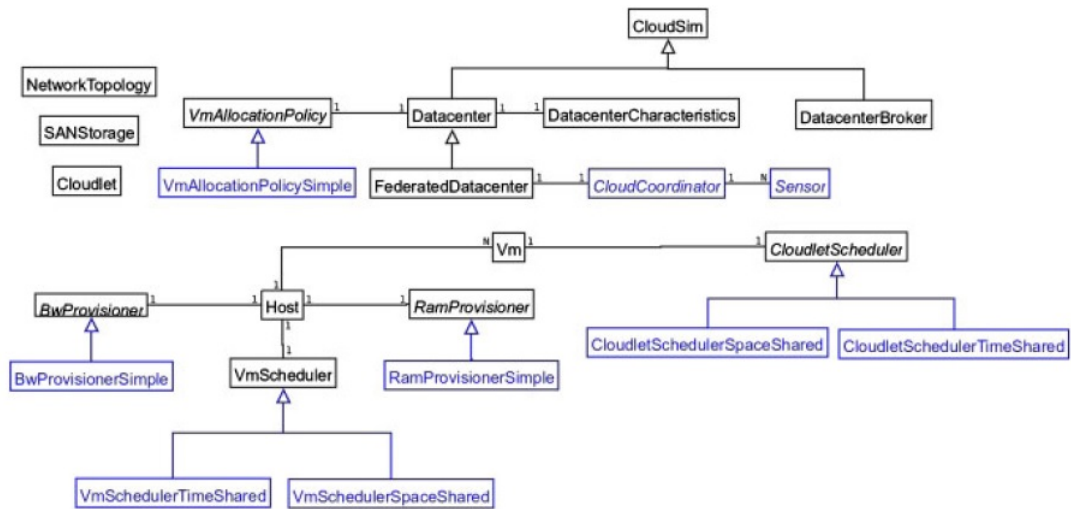 CloudSim
NetworkTopology
VmAllocationPolicy 1 1 Datacenter 1 1 DatacenterCharacteristics
DatacenterBroker
SANStorage
Cloudlet
VmAllocationPolicySimple
FederatedDatacenter 1 1 CloudCoordinator 1 N Sensor
N Vm 1 1 CloudletScheduler
1
BwProvisioner 1 1 Host 1 1 RamProvisioner
1
1
CloudletSchedulerSpaceShared CloudletSchedulerTimeShared
BwProvisionerSimple VmScheduler RamProvisionerSimple
VmSchedulerTimeShared VmSchedulerSpaceShared